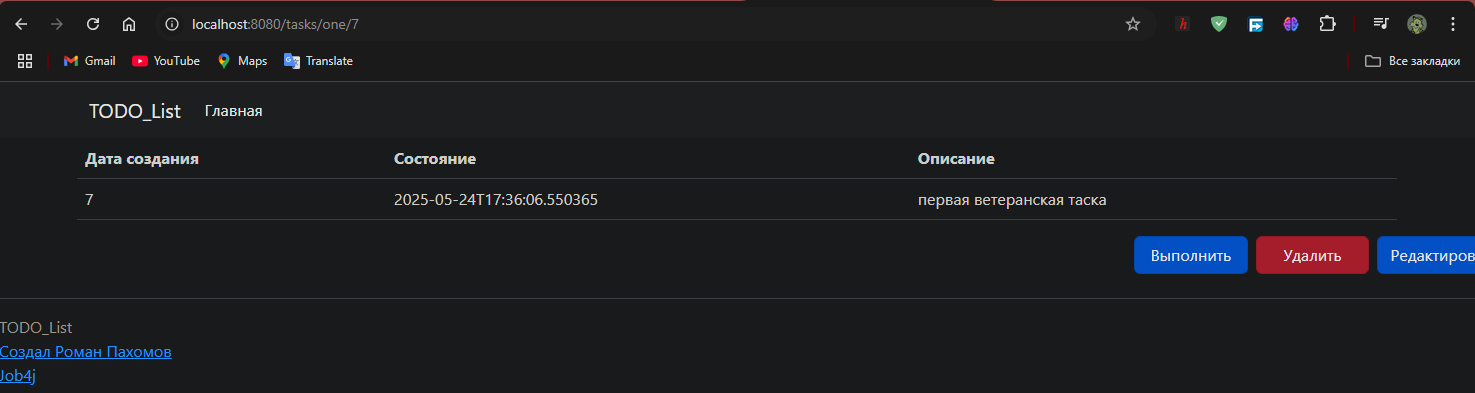 localhost:8080/tasks/one/7
Gmail YouTube Maps Translate Все закладки
TODO_List Главная
Дата создания Состояние Описание
7 2025-05-24T17:36:06.550365 первая ветеранская таска
Выполнить Удалить Редактиров
TODO_List
Создал Роман Пахомов
Job4j